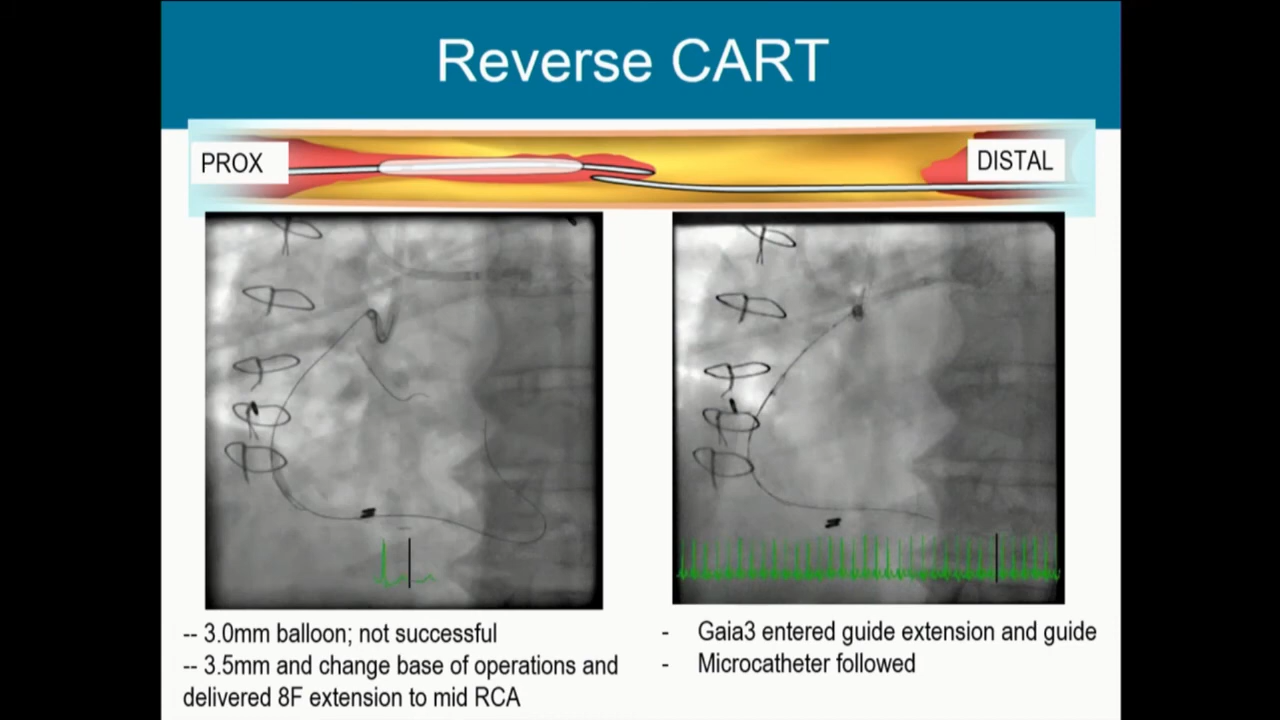 Reverse CART
PROX
DISTAL
-- 3.0mm balloon; not successful
-- 3.5mm and change base of operations and
delivered 8F extension to mid RCA
- Gaia3 entered guide extension and guide
- Microcatheter followed